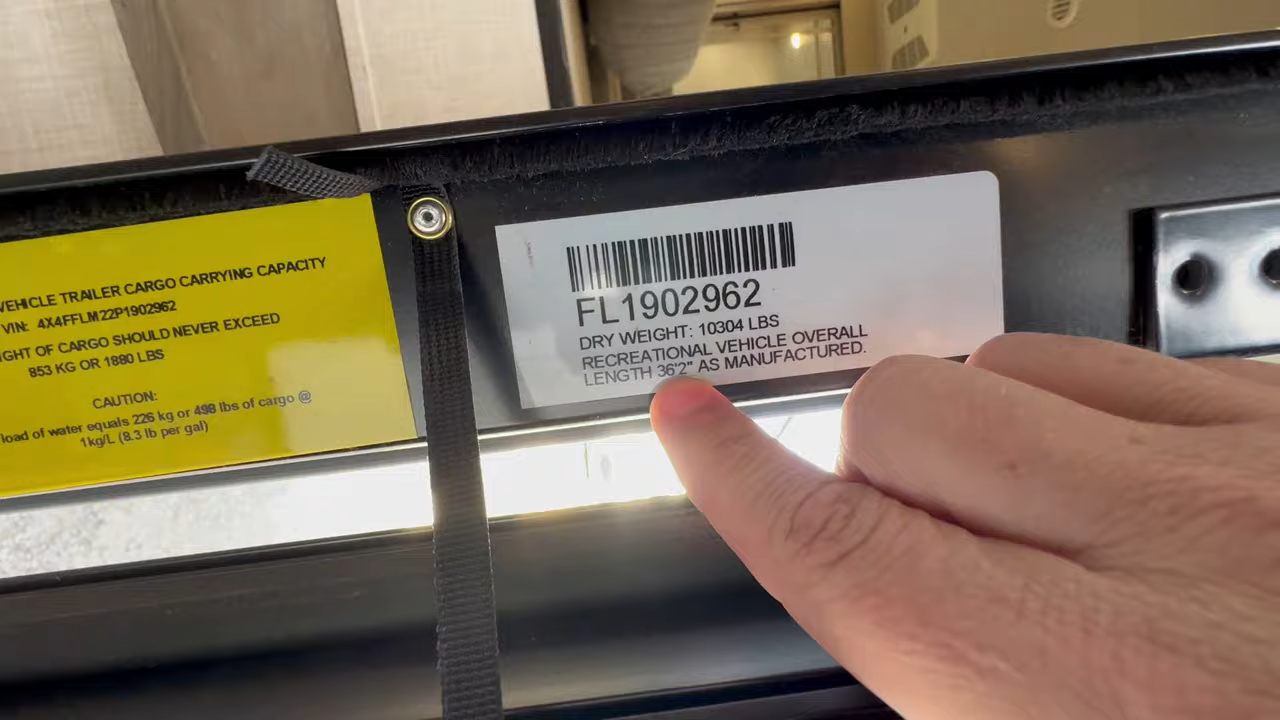 VEHICLE TRAILER CARGO CARRYING CAPACITY
VIN: 4X4FFLM22P1902962
GHT OF CARGO SHOULD NEVER EXCEED
853 KG OR 1880 LBS
CAUTION:
load of water equals 226 kg or 498 lbs of cargo @
1kg/L (8.3 lb per gal)
FL1902962
DRY WEIGHT: 10304 LBS
RECREATIONAL VEHICLE OVERALL
LENGTH 36'2" AS MANUFACTURED.